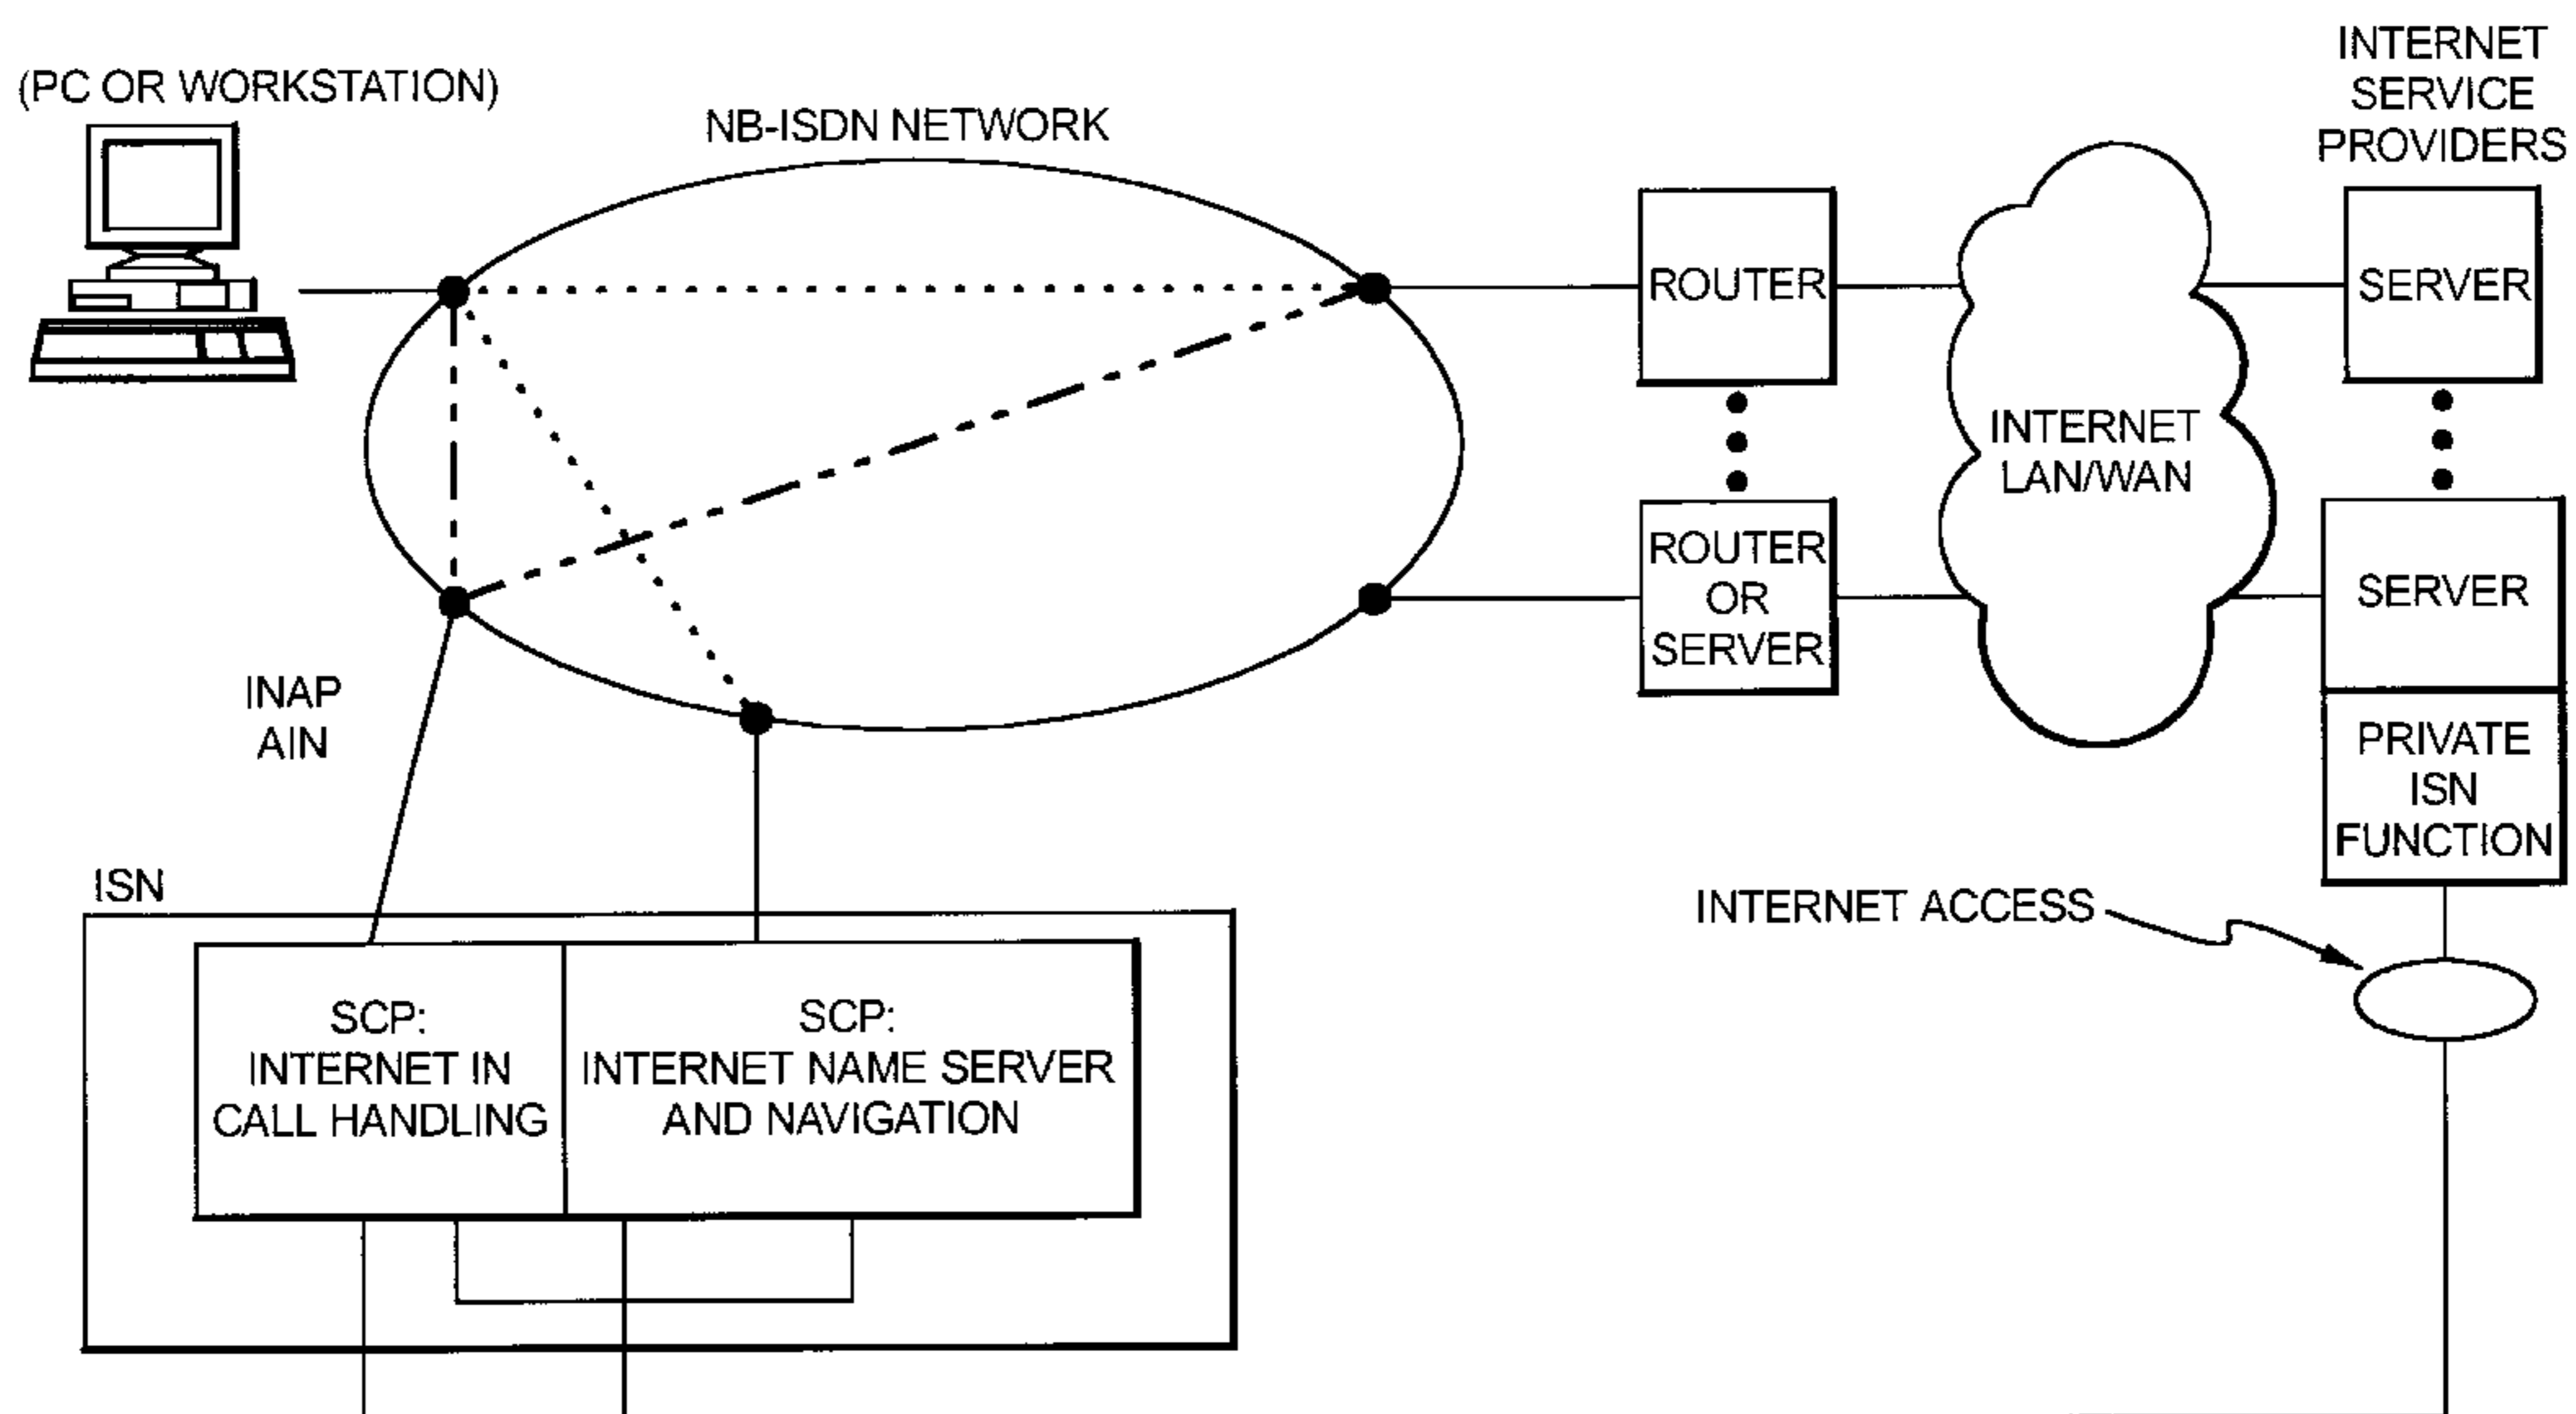 INTERNET
SERVICE
PROVIDERS
(PC OR WORKSTATION)
NB-ISDN NETWORK
ROUTER
SERVER
INTERNET
LAN/WAN
ROUTER
OR
SERVER
SERVER
INAP
AIN
PRIVATE
ISN
FUNCTION
ISN
INTERNET ACCESS
SCP:
INTERNET IN
CALL HANDLING
SCP:
INTERNET NAME SERVER
AND NAVIGATION